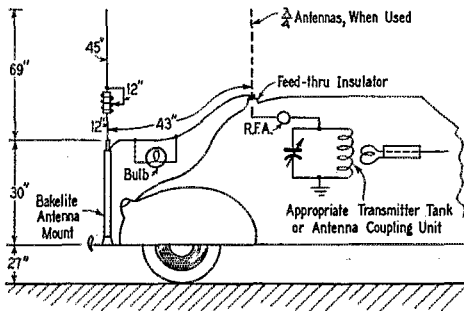 λ/4 Antennas, When Used
45"
69"
12"
Feed-thru Insulator
43"
12"
R.F.A.
Bulb
30"
Bakelite
Antenna
Mount
Appropriate Transmitter Tank
or Antenna Coupling Unit
27"